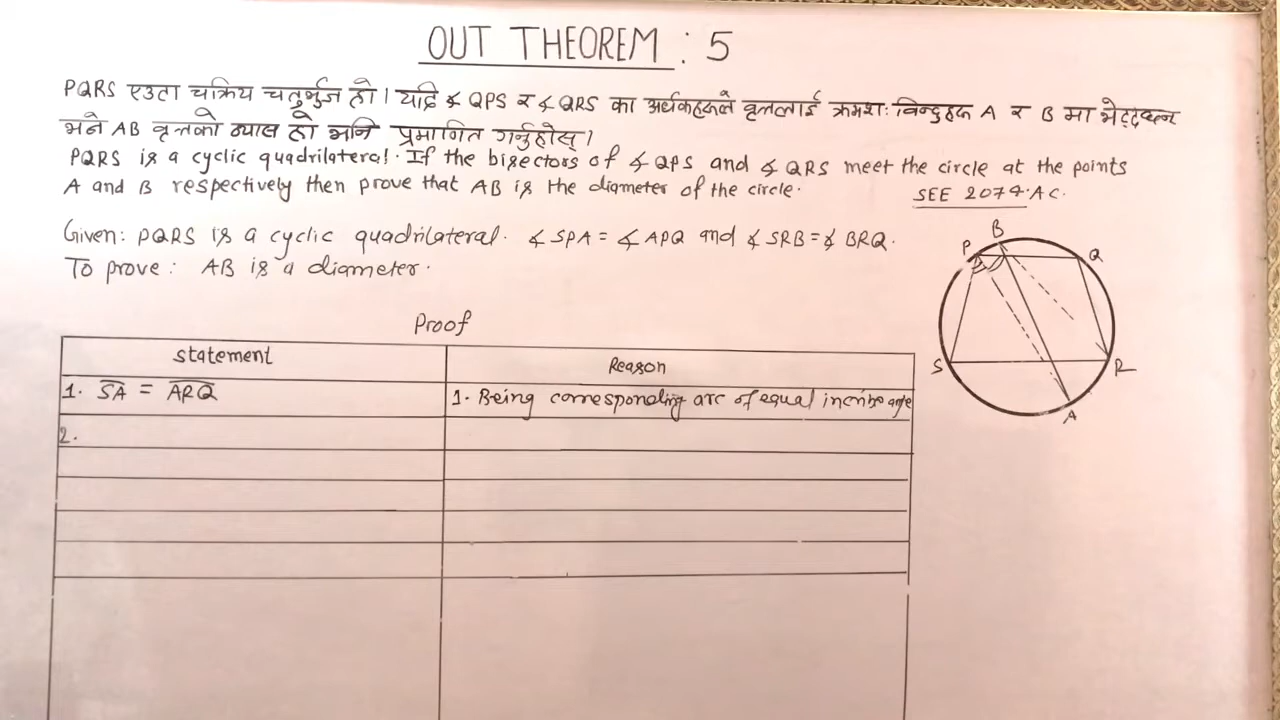 OUT THEOREM : 5
PQRS एउटा चक्रिय चतुर्भुज हो। यदि ∡ QPS र ∡ QRS का अर्धकहरूले वृत्तलाई क्रमशः बिन्दुहरू A र B मा भेट्दछन्
भने AB वृत्तको व्यास हो भनि प्रमाणित गर्नुहोस्।
PQRS is a cyclic quadrilateral. If the bisectors of ∡ QPS and ∡ QRS meet the circle at the points
A and B respectively then prove that AB is the diameter of the circle.
SEE 2074.AC.
Given: PQRS is a cyclic quadrilateral. ∡ SPA = ∡ APQ and ∡ SRB = ∡ BRQ.
To prove: AB is a diameter.
P B Q
S R
A
Proof
statement Reason
1. SA = ARQ 1. Being corresponding arc of equal
2.